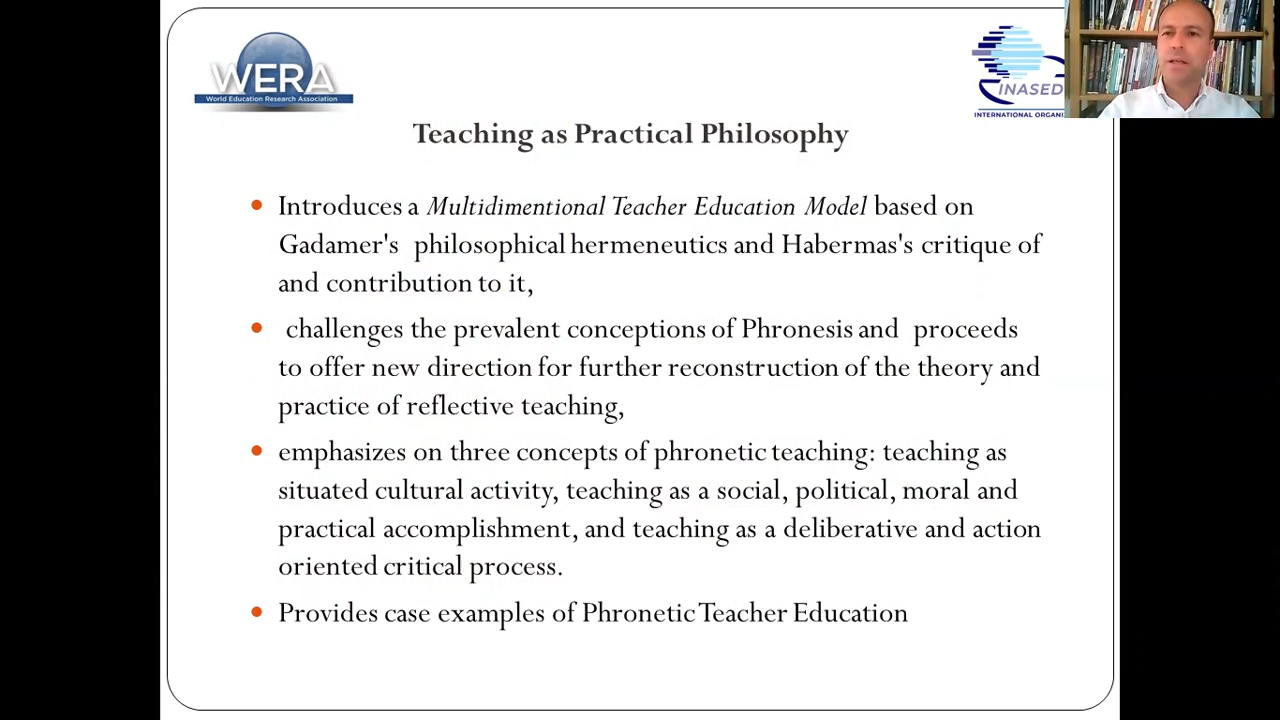 WERA
World Education Research Association
INASED
INTERNATIONAL
Teaching as Practical Philosophy
• Introduces a Multidimentional Teacher Education Model based on
Gadamer's philosophical hermeneutics and Habermas's critique of
and contribution to it,
• challenges the prevalent conceptions of Phronesis and proceeds
to offer new direction for further reconstruction of the theory and
practice of reflective teaching,
• emphasizes on three concepts of phronetic teaching: teaching as
situated cultural activity, teaching as a social, political, moral and
practical accomplishment, and teaching as a deliberative and action
oriented critical process.
• Provides case examples of Phronetic Teacher Education